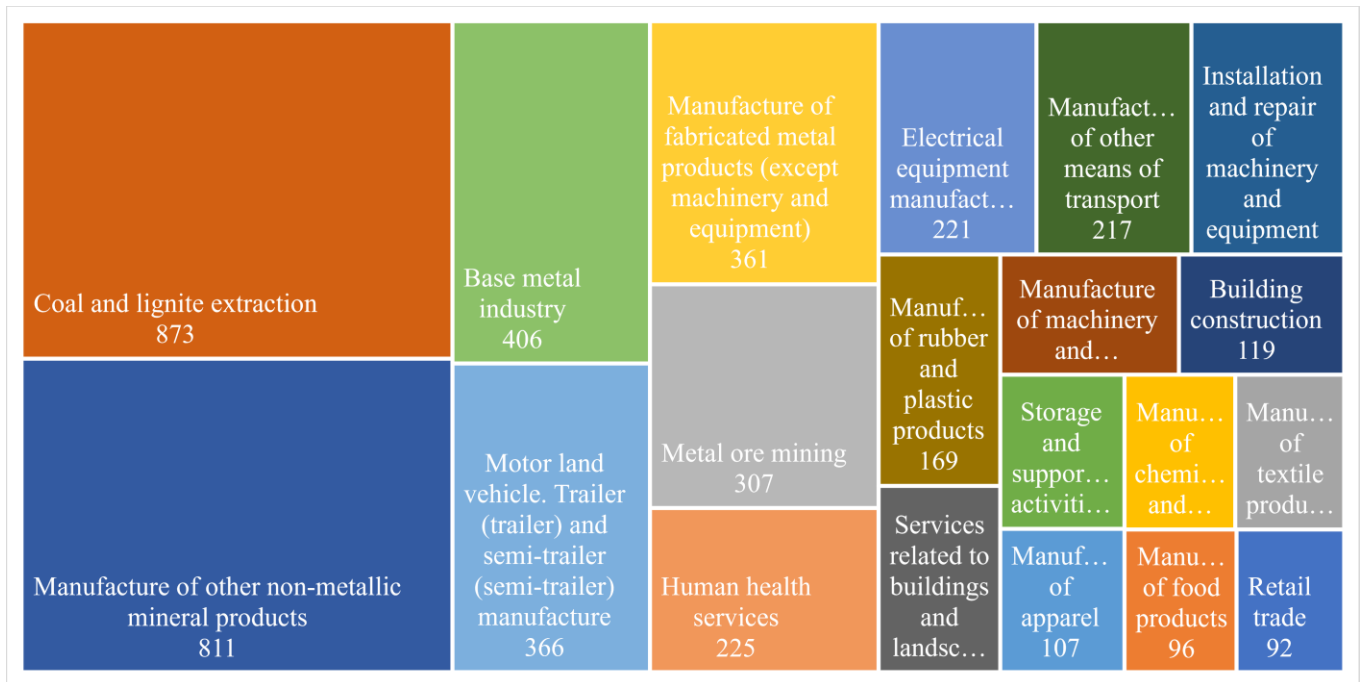 Coal and lignite extraction
873
Manufacture of other non-metallic
mineral products
811
Base metal
industry
406
Motor land
vehicle. Trailer
(trailer) and
semi-trailer
(semi-trailer)
manufacture
366
Manufacture of
fabricated metal
products (except
machinery and
equipment)
361
Metal ore mining
307
Human health
services
225
Electrical
equipment
manufact…
221
Manufact…
of other
means of
transport
217
Installation
and repair
of
machinery
and
equipment
Manuf…
of rubber
and
plastic
products
169
Services
related to
buildings
and
landsc…
Manufacture
of machinery
and…
Building
construction
119
Storage
and
suppor…
activiti…
Manu…
of
chemi…
and…
Manu…
of
textile
produ…
Manuf…
of
apparel
107
Manu…
of food
products
96
Retail
trade
92